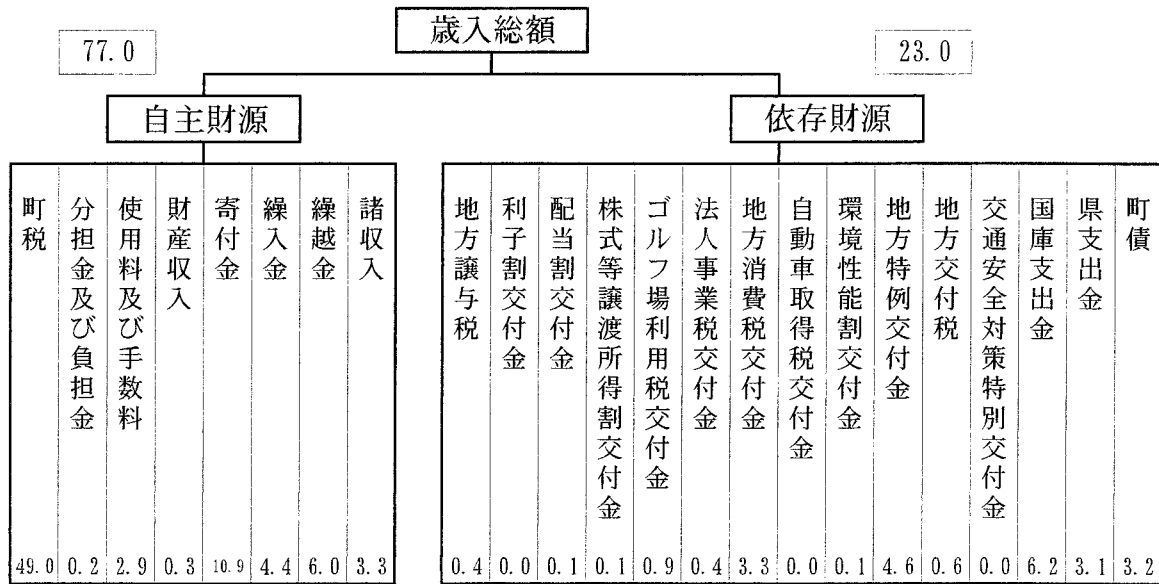 歳入総額
77.0
23.0
自主財源
依存財源
町税
49.0
分担金及び負担金
0.2
使用料及び手数料
2.9
財産収入
0.3
寄付金
10.9
繰入金
4.4
繰越金
6.0
諸収入
3.3
地方譲与税
0.4
利子割交付金
0.0
配当割交付金
0.1
株式等譲渡所得割交付金
0.1
ゴルフ場利用税交付金
0.9
法人事業税交付金
0.4
地方消費税交付金
3.3
自動車取得税交付金
0.0
環境性能割交付金
0.1
地方特例交付金
4.6
地方交付税
0.6
交通安全対策特別交付金
0.0
国庫支出金
6.2
県支出金
3.1
町債
3.2